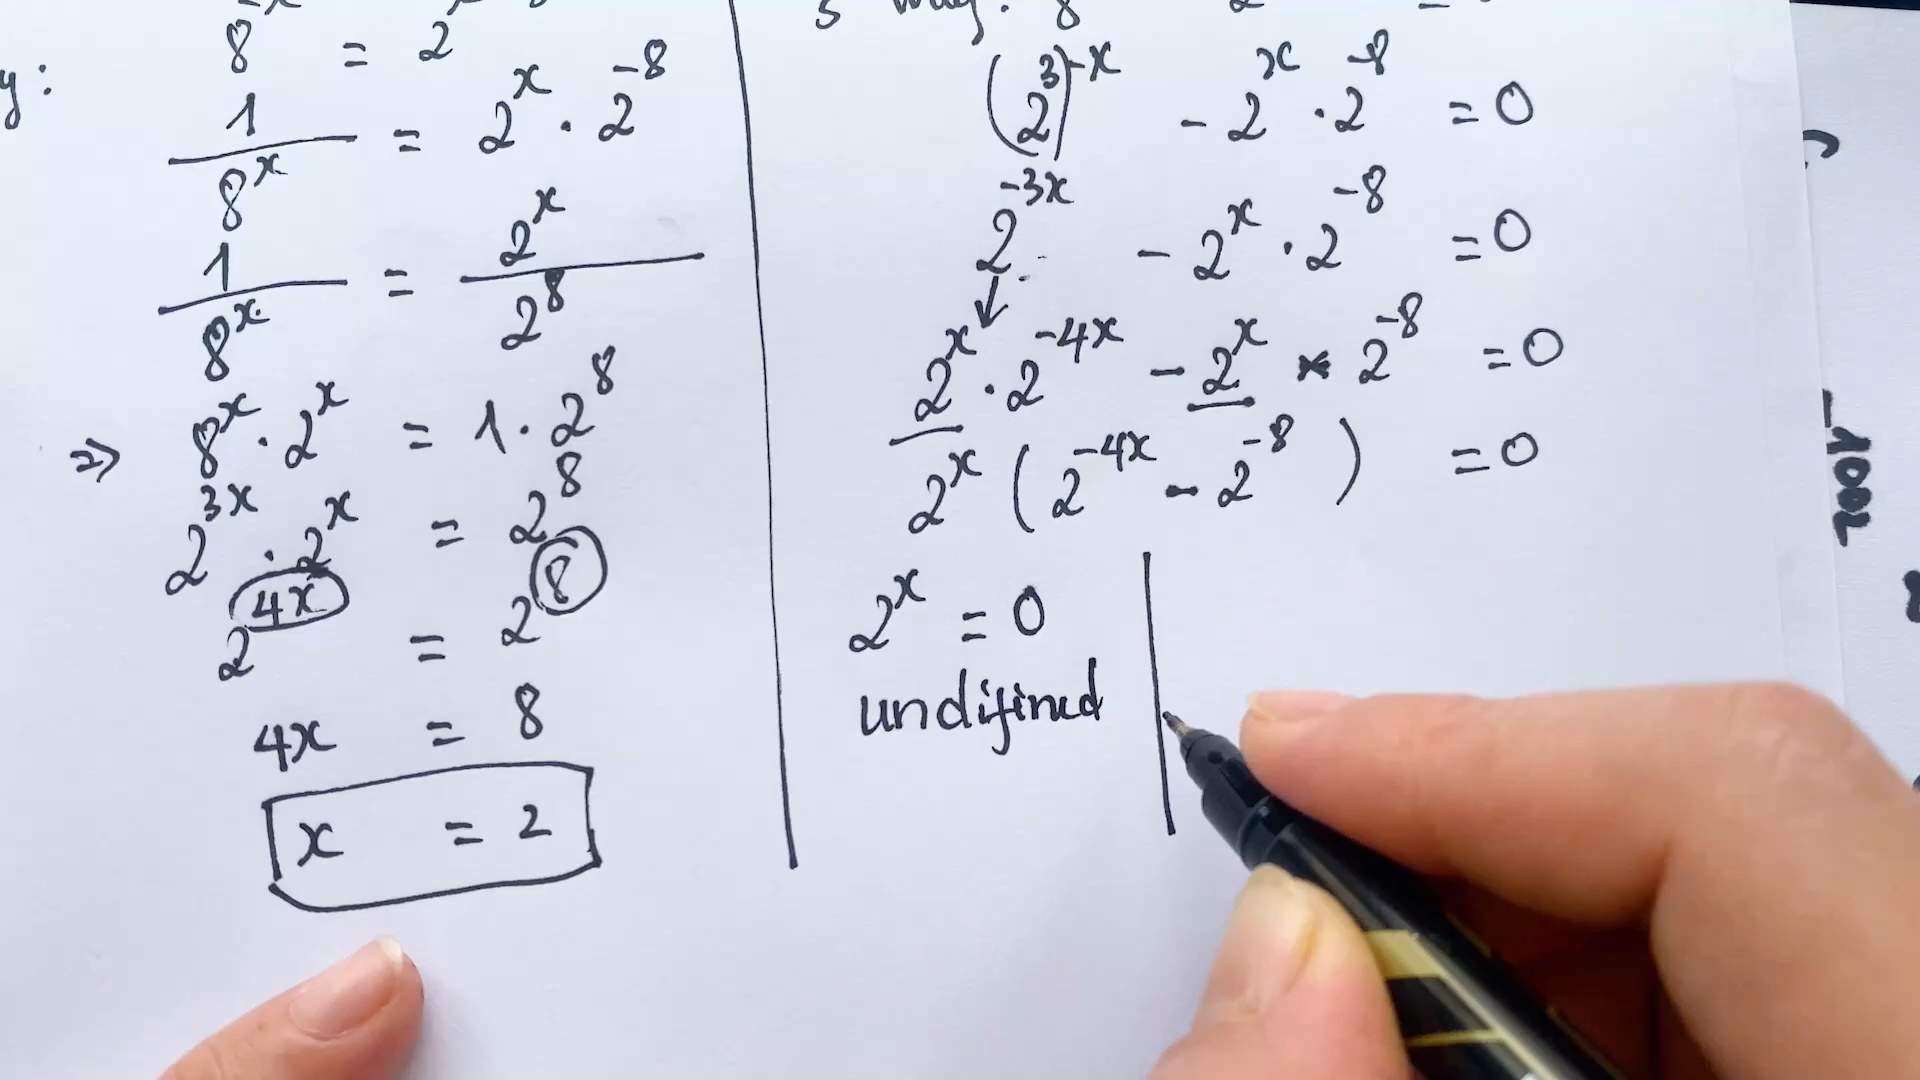 y:
8^-x = 2^x
1/8^x = 2^x · 2^-8
1/8^x = 2^x/2^8
=> 8^x · 2^x = 1 · 2^8
2^3x · 2^x = 2^8
2^4x = 2^8
4x = 8
x = 2
(2^3)^-x - 2^x · 2^-8 = 0
2^-3x - 2^x · 2^-8 = 0
2^x · 2^-4x - 2^x * 2^-8 = 0
2^x (2^-4x - 2^-8) = 0
2^x = 0
undifined
-1002